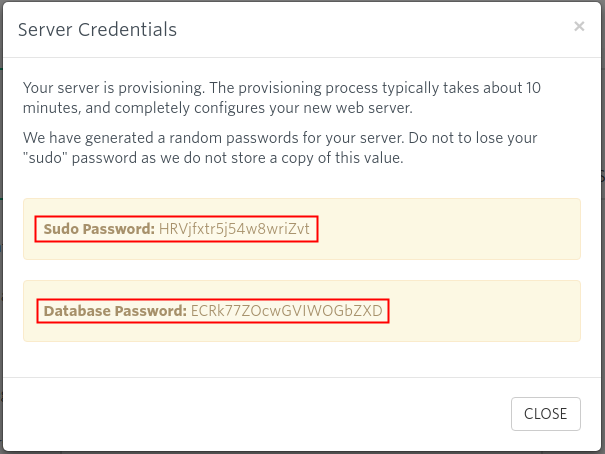 Server Credentials
×
Your server is provisioning. The provisioning process typically takes about 10
minutes, and completely configures your new web server.
We have generated a random passwords for your server. Do not to lose your
"sudo" password as we do not store a copy of this value.
Sudo Password: HRVjfxtr5j54w8wriZvt
Database Password: ECRk77ZOcwGVIWOGbZXD
CLOSE